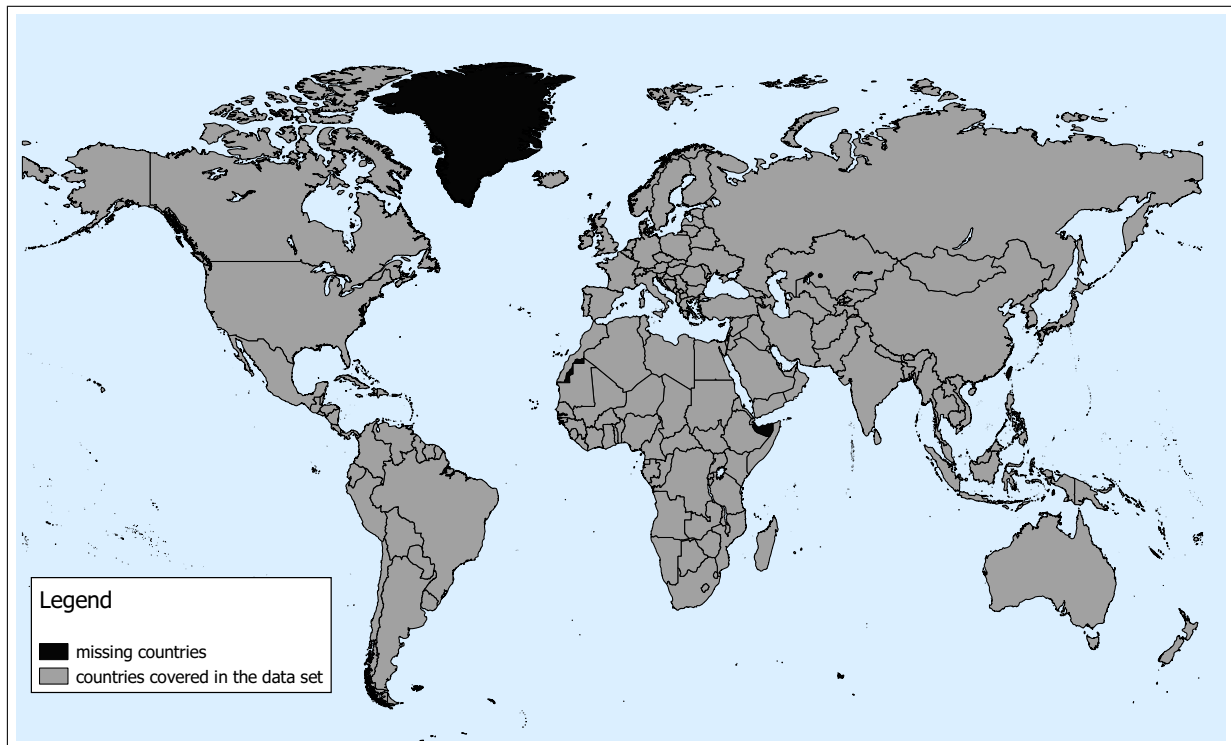 Legend
missing countries
countries covered in the data set